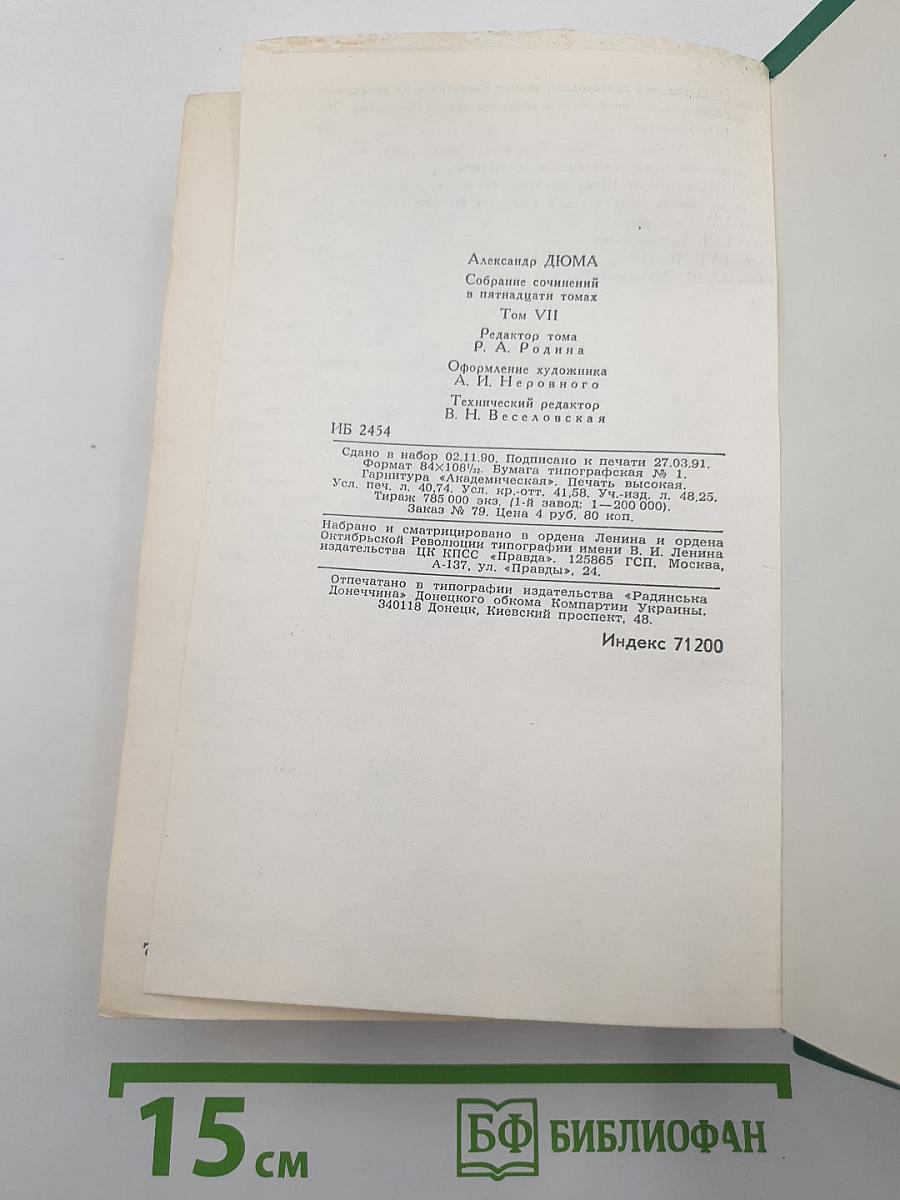 Александр ДЮМА
Собрание сочинений
в пятнадцати томах
Том VII
Редактор тома
Р. А. Родина
Оформление художника
А. И. Неровного
Технический редактор
В. Н. Веселовская
ИБ 2454
Сдано в набор 02.11.90. Подписано к печати 27.03.91.
Формат 84×108¹/₃₂. Бумага типографская № 1.
Гарнитура «Академическая». Печать высокая.
Усл. печ. л. 40,74. Усл. кр.-отт. 41,58. Уч.-изд. л. 48,25.
Тираж 785 000 экз. (1-й завод: 1—200 000).
Заказ № 79. Цена 4 руб. 80 коп.
Набрано и сматрицировано в ордена Ленина и ордена
Октябрьской Революции типографии имени В. И. Ленина
издательства ЦК КПСС «Правда». 125865 ГСП, Москва,
А-137, ул. «Правды», 24.
Отпечатано в типографии издательства «Радянська
Донеччина» Донецкого обкома Компартии Украины.
340118 Донецк, Киевский проспект, 48.
Индекс 71200
15 см
БФ БИБЛИОФАН